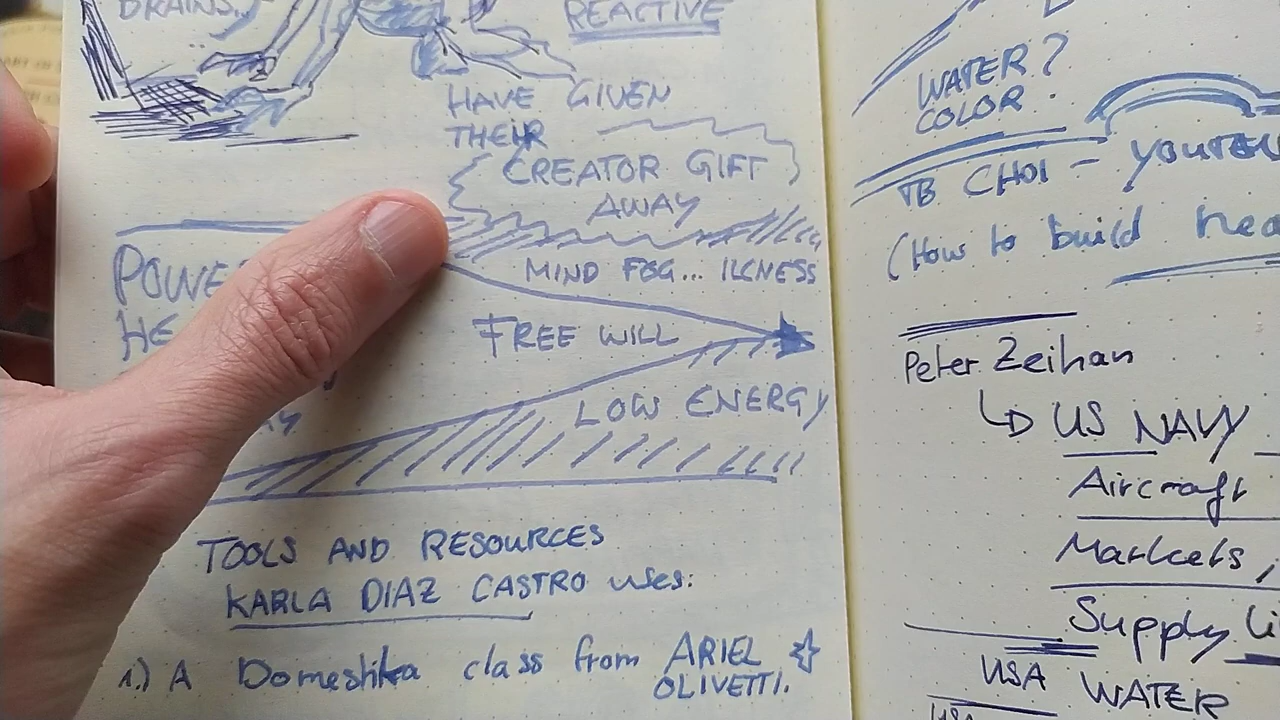 BRAINS.
REACTIVE
HAVE GIVEN
THEIR
CREATOR GIFT
AWAY
MIND FOG... ILLNESS
FREE WILL
LOW ENERGY
TOOLS AND RESOURCES
KARLA DIAZ CASTRO uses:
1.) A Domestika class from ARIEL
OLIVETTI.
WATER?
COLOR.
TB CHOI -
(How to build
Peter Zeihan
US NAVY
Aircraft
Markets,
Supply
USA WATER
USA